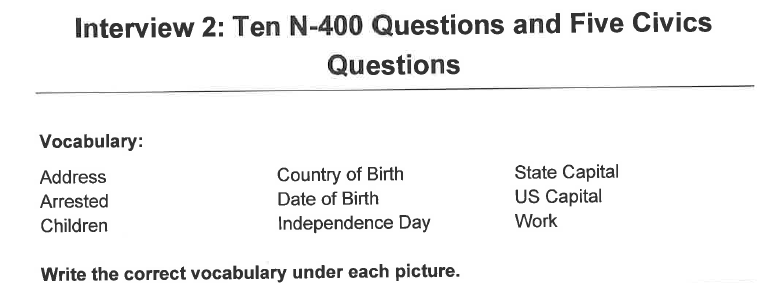 Interview 2: Ten N-400 Questions and Five Civics
Questions
Vocabulary:
Address Country of Birth State Capital
Arrested Date of Birth US Capital
Children Independence Day Work
Write the correct vocabulary under each picture.